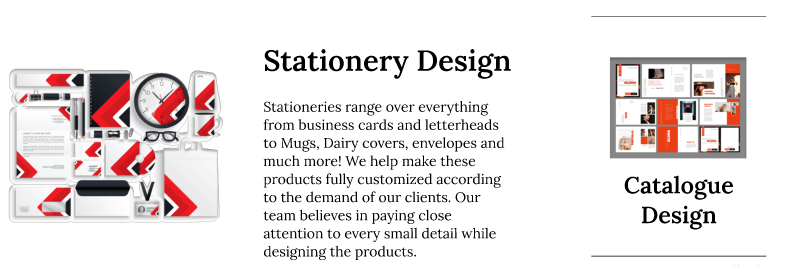 Stationery Design
Stationeries range over everything
from business cards and letterheads
to Mugs, Dairy covers, envelopes and
much more! We help make these
products fully customized according
to the demand of our clients. Our
team believes in paying close
attention to every small detail while
designing the products.
Catalogue
Design